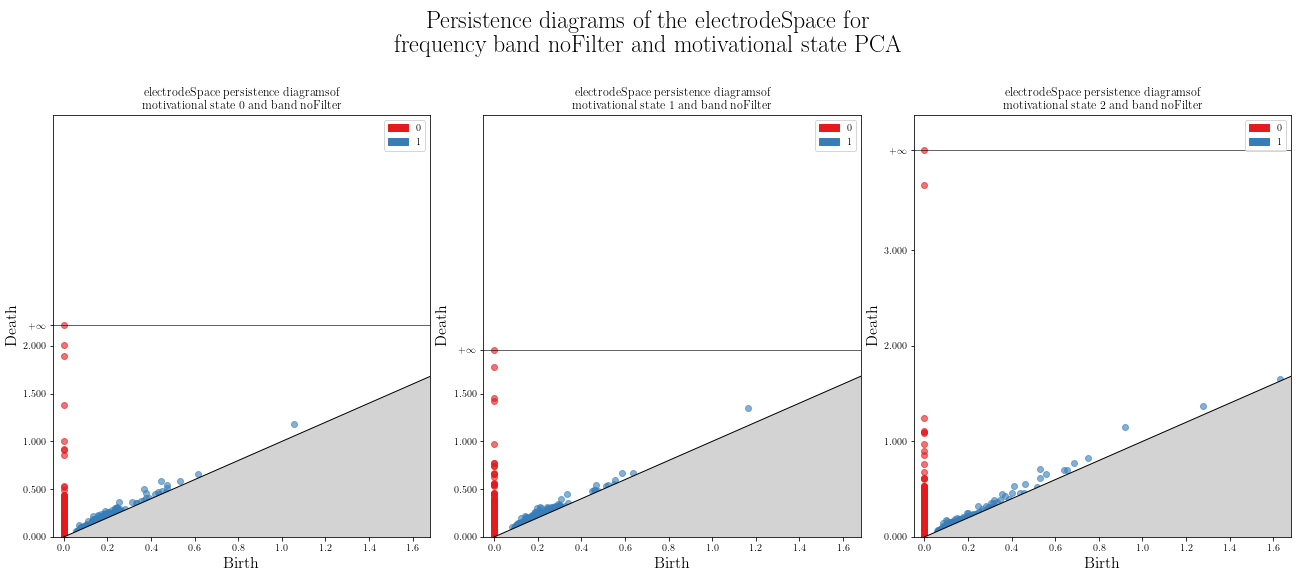 Persistence diagrams of the electrodeSpace for
frequency band noFilter and motivational state PCA
electrodeSpace persistence diagramsof
motivational state 0 and band noFilter
0
1
+∞
2.000
1.500
1.000
0.500
0.000
Death
0.0 0.2 0.4 0.6 0.8 1.0 1.2 1.4 1.6
Birth
electrodeSpace persistence diagramsof
motivational state 1 and band noFilter
0
1
+∞
1.500
1.000
0.500
0.000
Death
0.0 0.2 0.4 0.6 0.8 1.0 1.2 1.4 1.6
Birth
electrodeSpace persistence diagramsof
motivational state 2 and band noFilter
0
1
+∞
3.000
2.000
1.000
0.000
Death
0.0 0.2 0.4 0.6 0.8 1.0 1.2 1.4 1.6
Birth